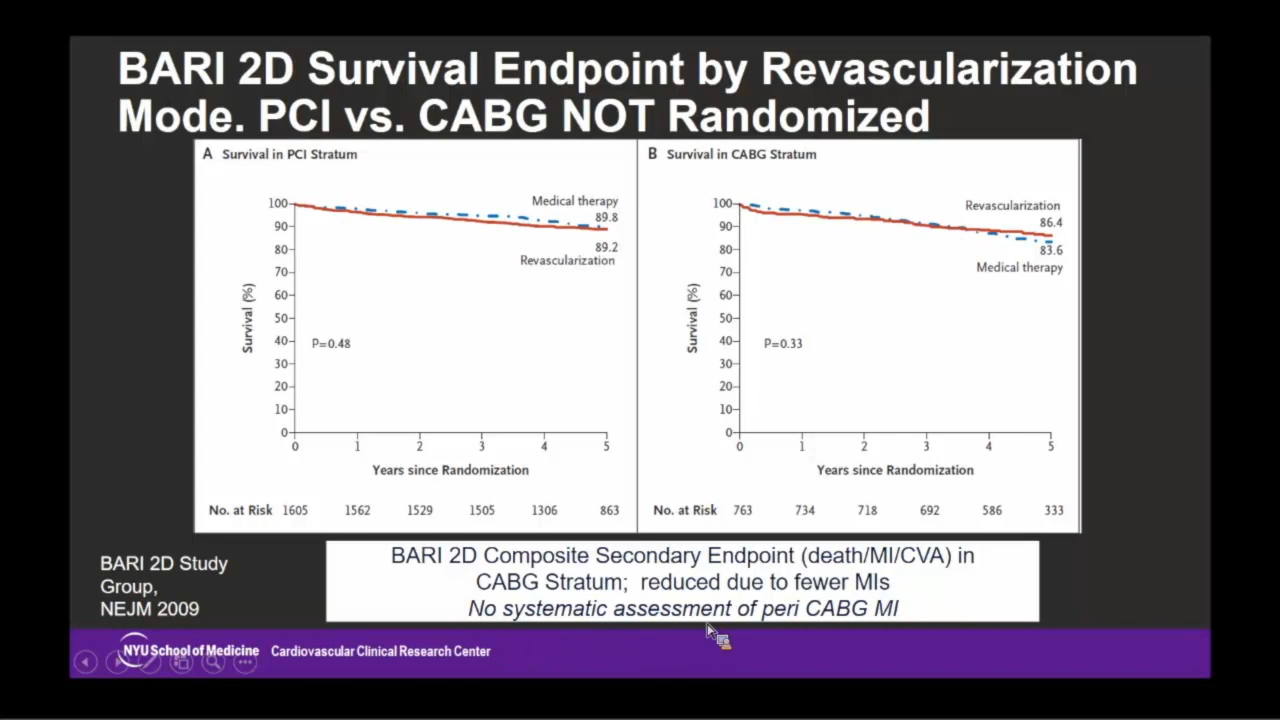 BARI 2D Survival Endpoint by Revascularization
Mode. PCI vs. CABG NOT Randomized
A Survival in PCI Stratum
100
90
80
70
60
50
40
30
20
10
0
Survival (%)
Medical therapy
89.8
89.2
Revascularization
P=0.48
0 1 2 3 4 5
Years since Randomization
No. at Risk 1605 1562 1529 1505 1306 863
B Survival in CABG Stratum
100
90
80
70
60
50
40
30
20
10
0
Survival (%)
Revascularization
86.4
83.6
Medical therapy
P=0.33
0 1 2 3 4 5
Years since Randomization
No. at Risk 763 734 718 692 586 333
BARI 2D Study
Group,
NEJM 2009
BARI 2D Composite Secondary Endpoint (death/MI/CVA) in
CABG Stratum; reduced due to fewer MIs
No systematic assessment of peri CABG MI
NYU School of Medicine Cardiovascular Clinical Research Center